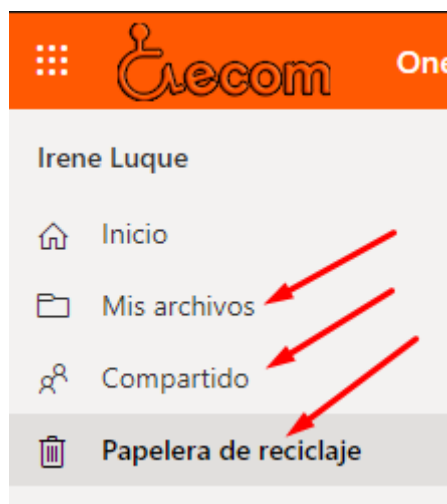 ecom One
Irene Luque
Inicio
Mis archivos
Compartido
Papelera de reciclaje